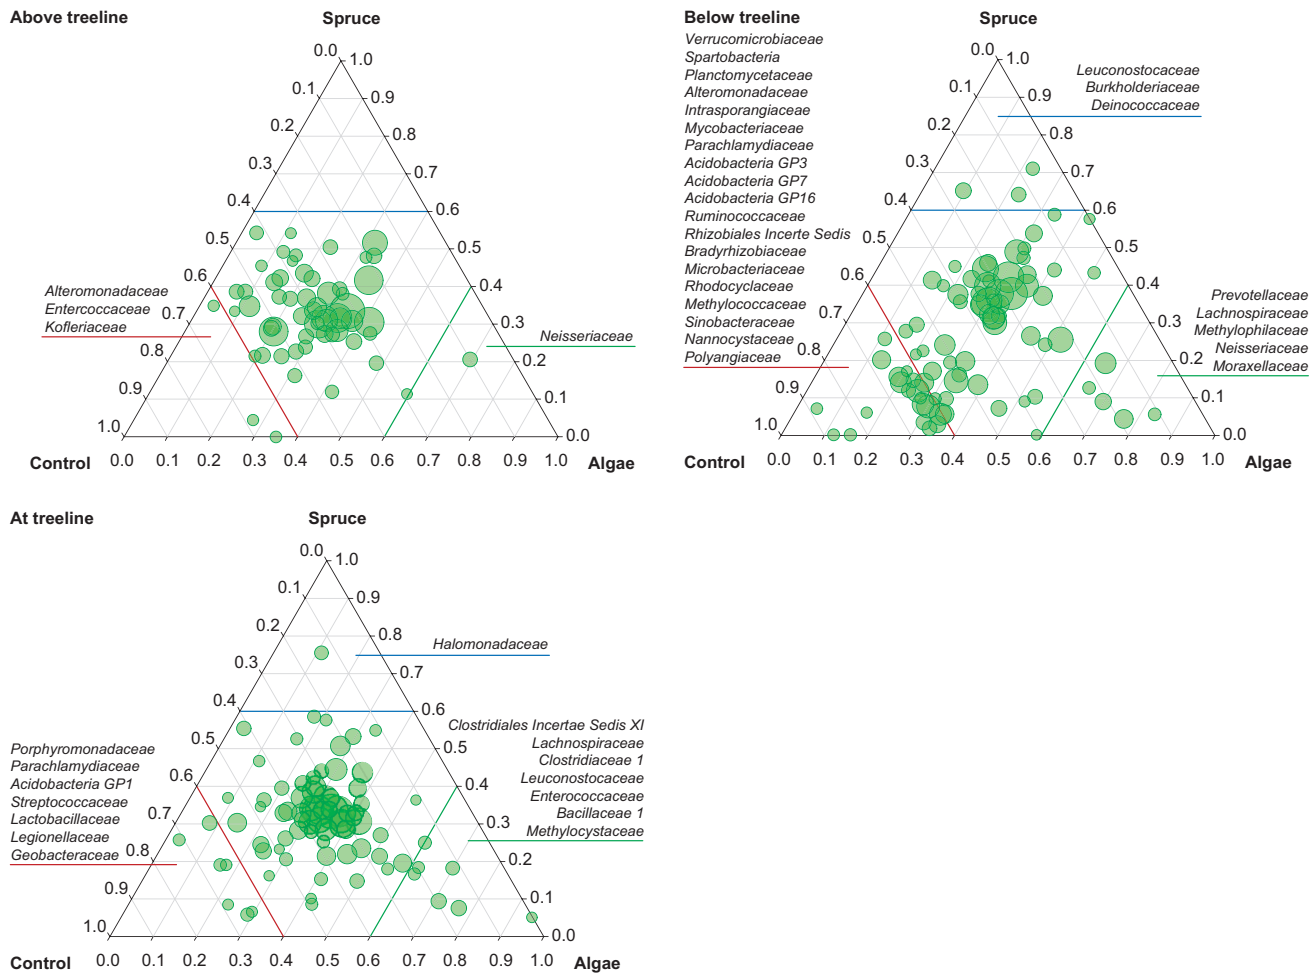 Above treeline
Spruce
0.0
1.0
0.1
0.9
0.2
0.8
0.3
0.7
0.4
0.6
0.5
0.5
0.6
0.4
Alteromonadaceae
Entercoccaceae
Kofleriaceae
0.7
0.3
Neisseriaceae
0.8
0.2
0.9
0.1
1.0
0.0
Control
0.0 0.1 0.2 0.3 0.4 0.5 0.6 0.7 0.8 0.9 1.0
Algae
Below treeline
Spruce
Verrucomicrobiaceae
Spartobacteria
Planctomycetaceae
Alteromonadaceae
Intrasporangiaceae
Mycobacteriaceae
Parachlamydiaceae
Acidobacteria GP3
Acidobacteria GP7
Acidobacteria GP16
Ruminococcaceae
Rhizobiales Incerte Sedis
Bradyrhizobiaceae
Microbacteriaceae
Rhodocyclaceae
Methylococcaceae
Sinobacteraceae
Nannocystaceae
Polyangiaceae
Leuconostocaceae
Burkholderiaceae
Deinococcaceae
0.0
1.0
0.1
0.9
0.2
0.8
0.3
0.7
0.4
0.6
0.5
0.5
0.6
0.4
0.7
0.3
0.8
0.2
0.9
0.1
1.0
0.0
Prevotellaceae
Lachnospiraceae
Methylophilaceae
Neisseriaceae
Moraxellaceae
Control
0.0 0.1 0.2 0.3 0.4 0.5 0.6 0.7 0.8 0.9 1.0
Algae
At treeline
Spruce
0.0
1.0
0.1
0.9
0.2
0.8
Halomonadaceae
0.3
0.7
0.4
0.6
0.5
0.5
0.6
0.4
0.7
0.3
0.8
0.2
0.9
0.1
1.0
0.0
Porphyromonadaceae
Parachlamydiaceae
Acidobacteria GP1
Streptococcaceae
Lactobacillaceae
Legionellaceae
Geobacteraceae
Clostridiales Incertae Sedis XI
Lachnospiraceae
Clostridiaceae 1
Leuconostocaceae
Enterococcaceae
Bacillaceae 1
Methylocystaceae
Control
0.0 0.1 0.2 0.3 0.4 0.5 0.6 0.7 0.8 0.9 1.0
Algae